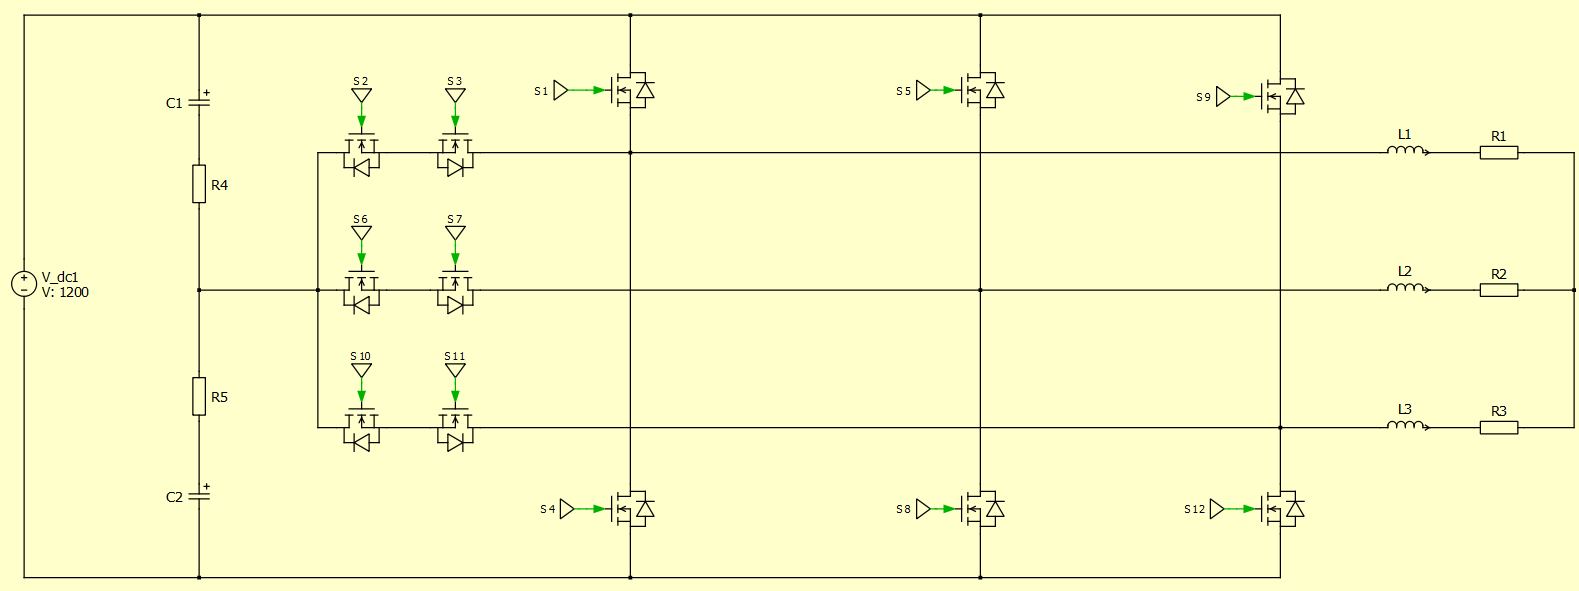 S2
S3
S1
S5
S9
C1
+
L1
R1
R4
S6
S7
V_dc1
V: 1200
L2
R2
S10
S11
R5
L3
R3
C2
+
S4
S8
S12